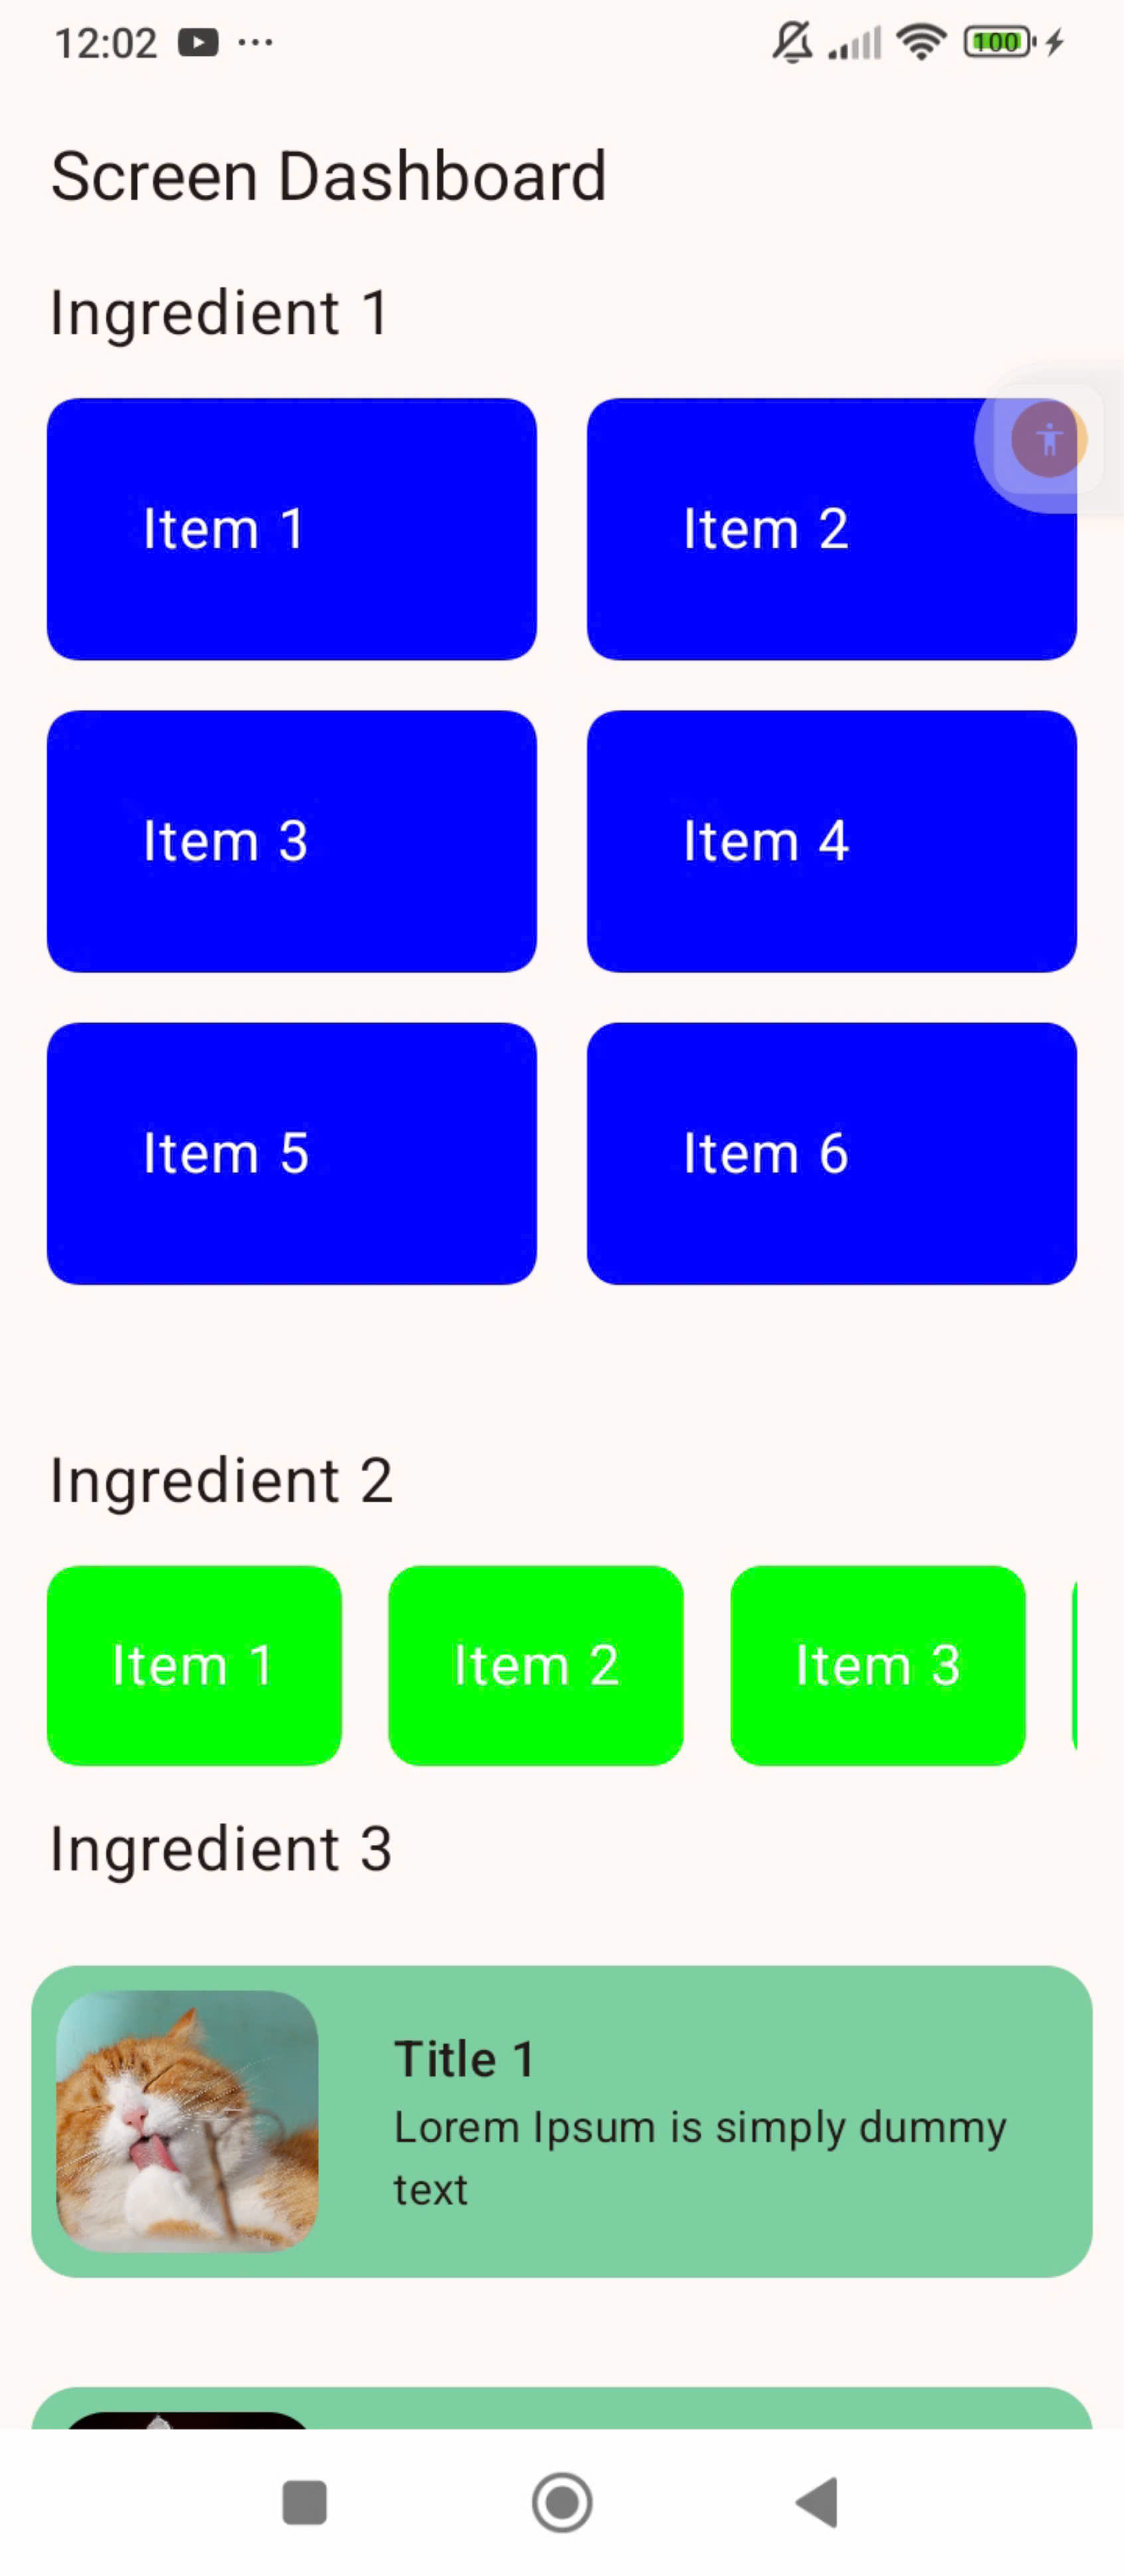 12:02
100
Screen Dashboard
Ingredient 1
Item 1
Item 2
Item 3
Item 4
Item 5
Item 6
Ingredient 2
Item 1
Item 2
Item 3
Ingredient 3
Title 1
Lorem Ipsum is simply dummy
text